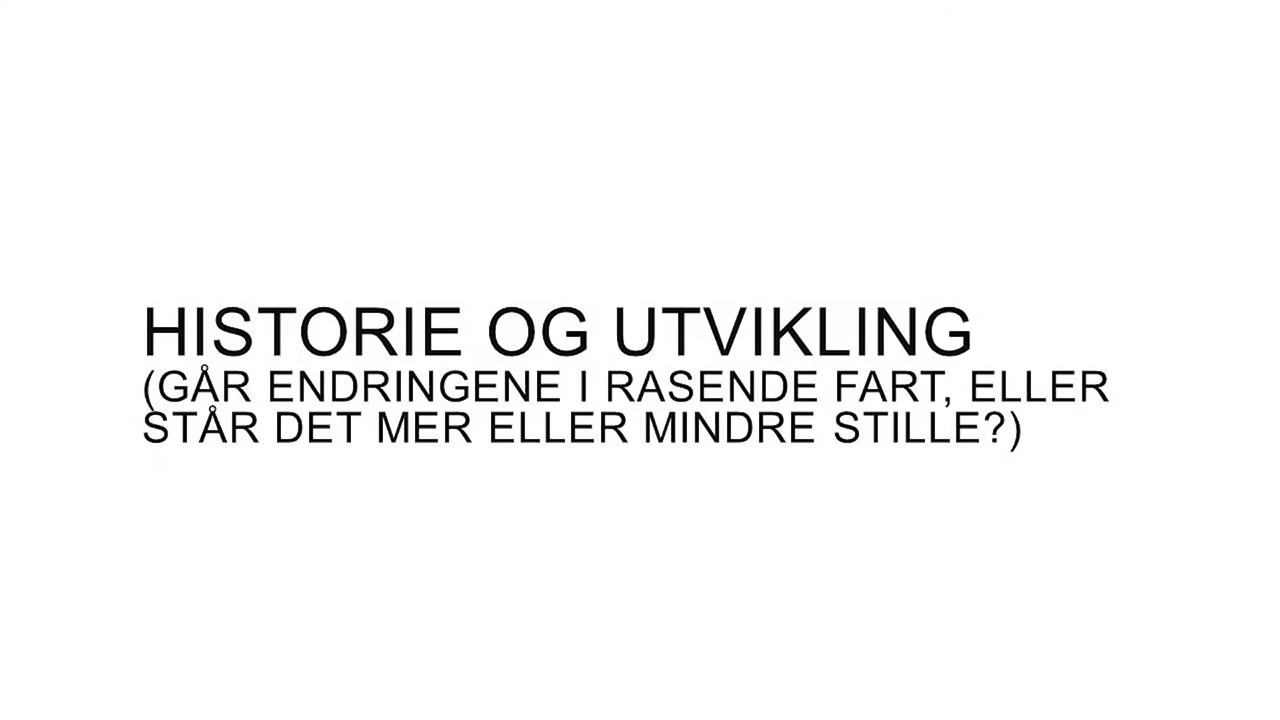 HISTORIE OG UTVIKLING
(GÅR ENDRINGENE I RASENDE FART, ELLER
STÅR DET MER ELLER MINDRE STILLE?)